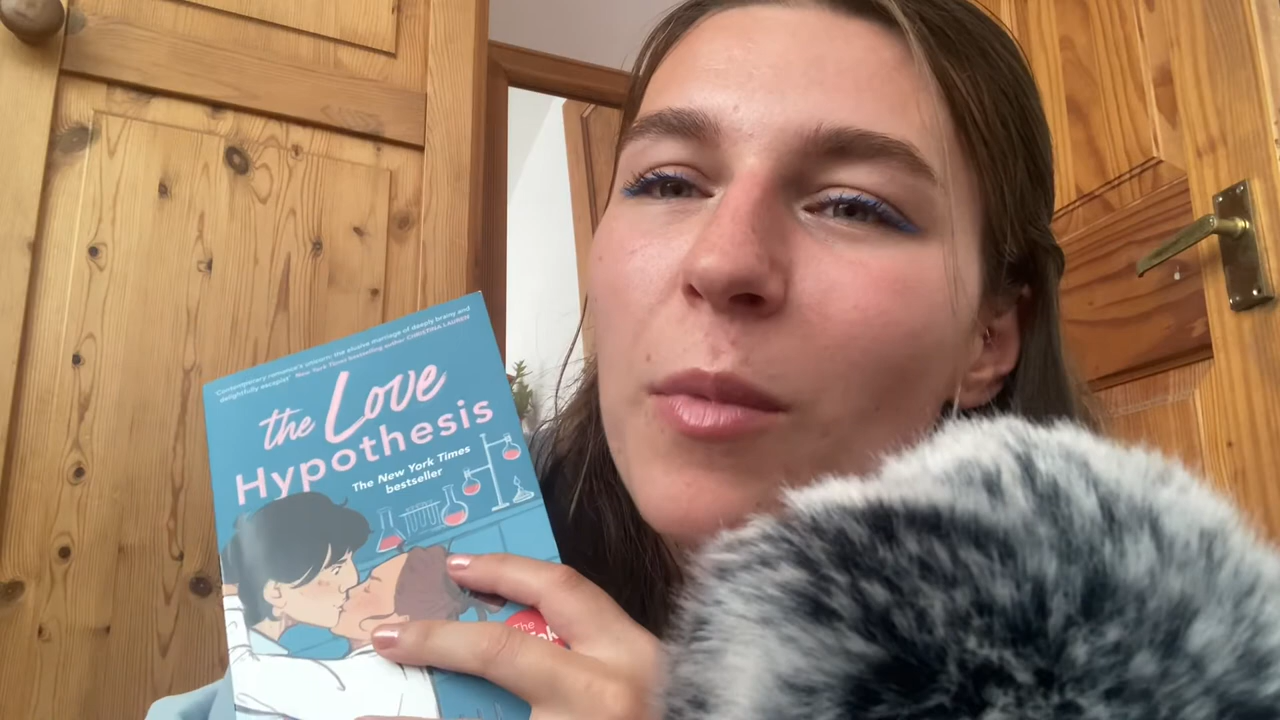 'Contemporary romance's unicorn: the elusive marriage of deeply brainy and
delightfully escapist' New York Times bestselling author CHRISTINA LAUREN
the Love
Hypothesis
The New York Times
bestseller
The